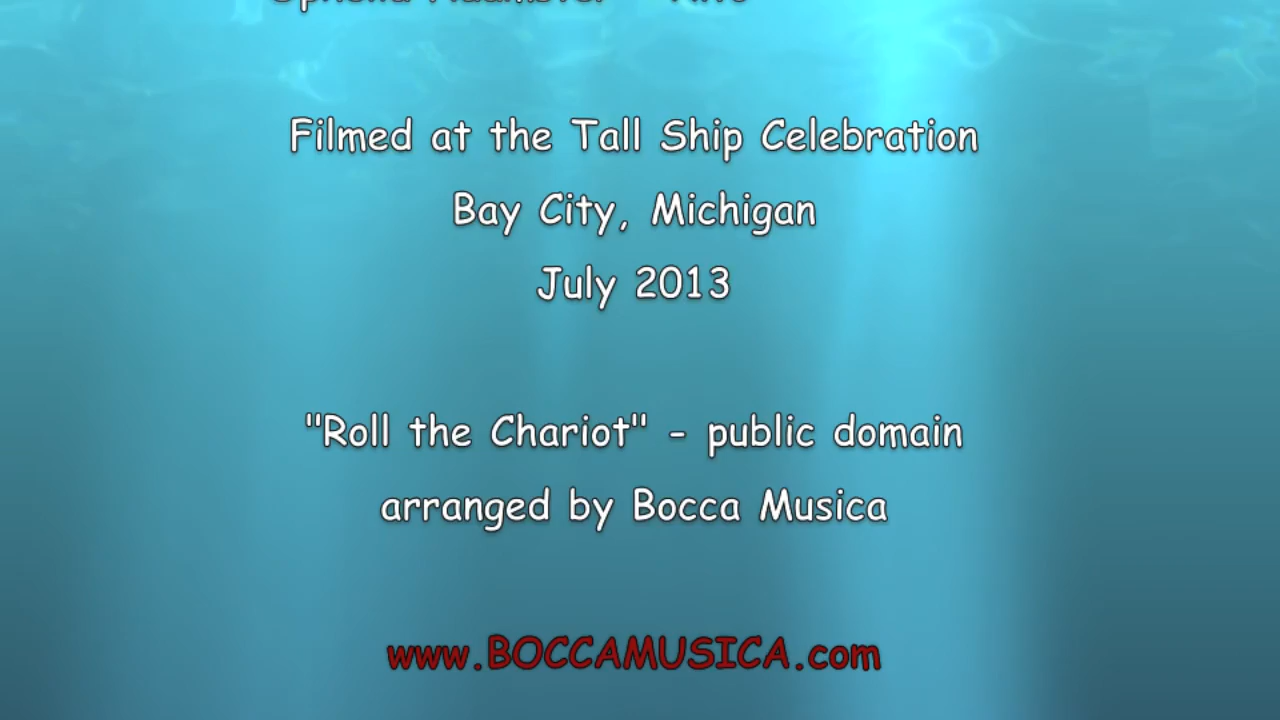 Filmed at the Tall Ship Celebration
Bay City, Michigan
July 2013
"Roll the Chariot" - public domain
arranged by Bocca Musica
www.BOCCAMUSICA.com